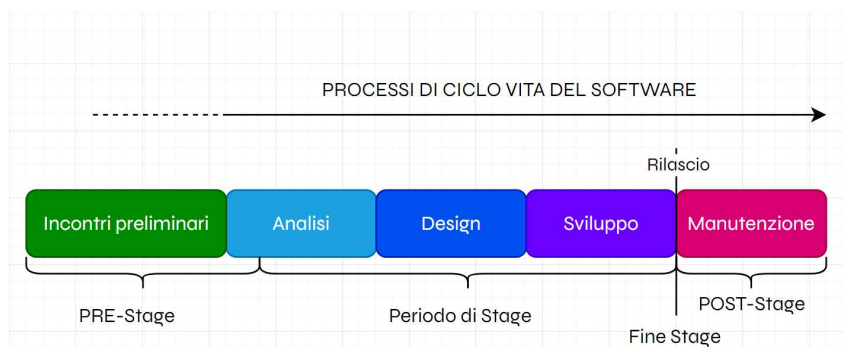 PROCESSI DI CICLO VITA DEL SOFTWARE
Rilascio
Incontri preliminari
Analisi
Design
Sviluppo
Manutenzione
PRE-Stage
Periodo di Stage
POST-Stage
Fine Stage